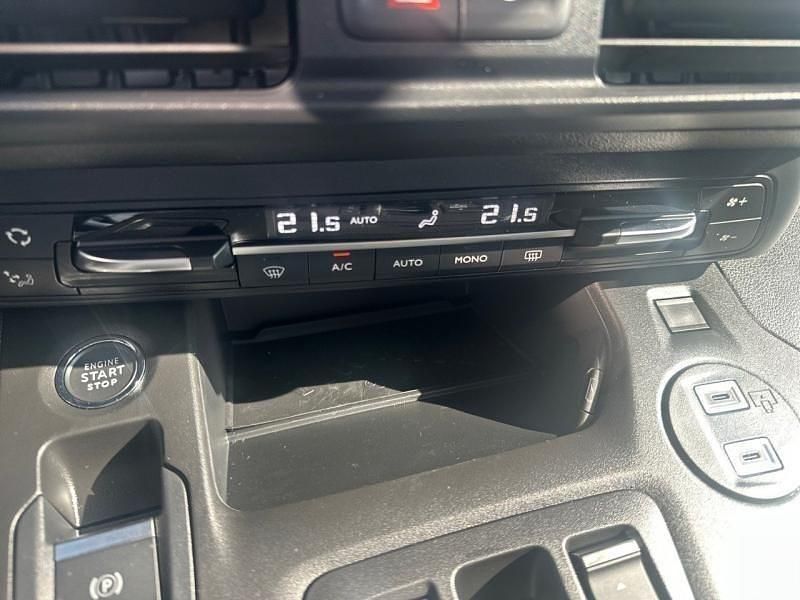 21.5 AUTO 21.5
A/C AUTO MONO
ENGINE
START
STOP
P